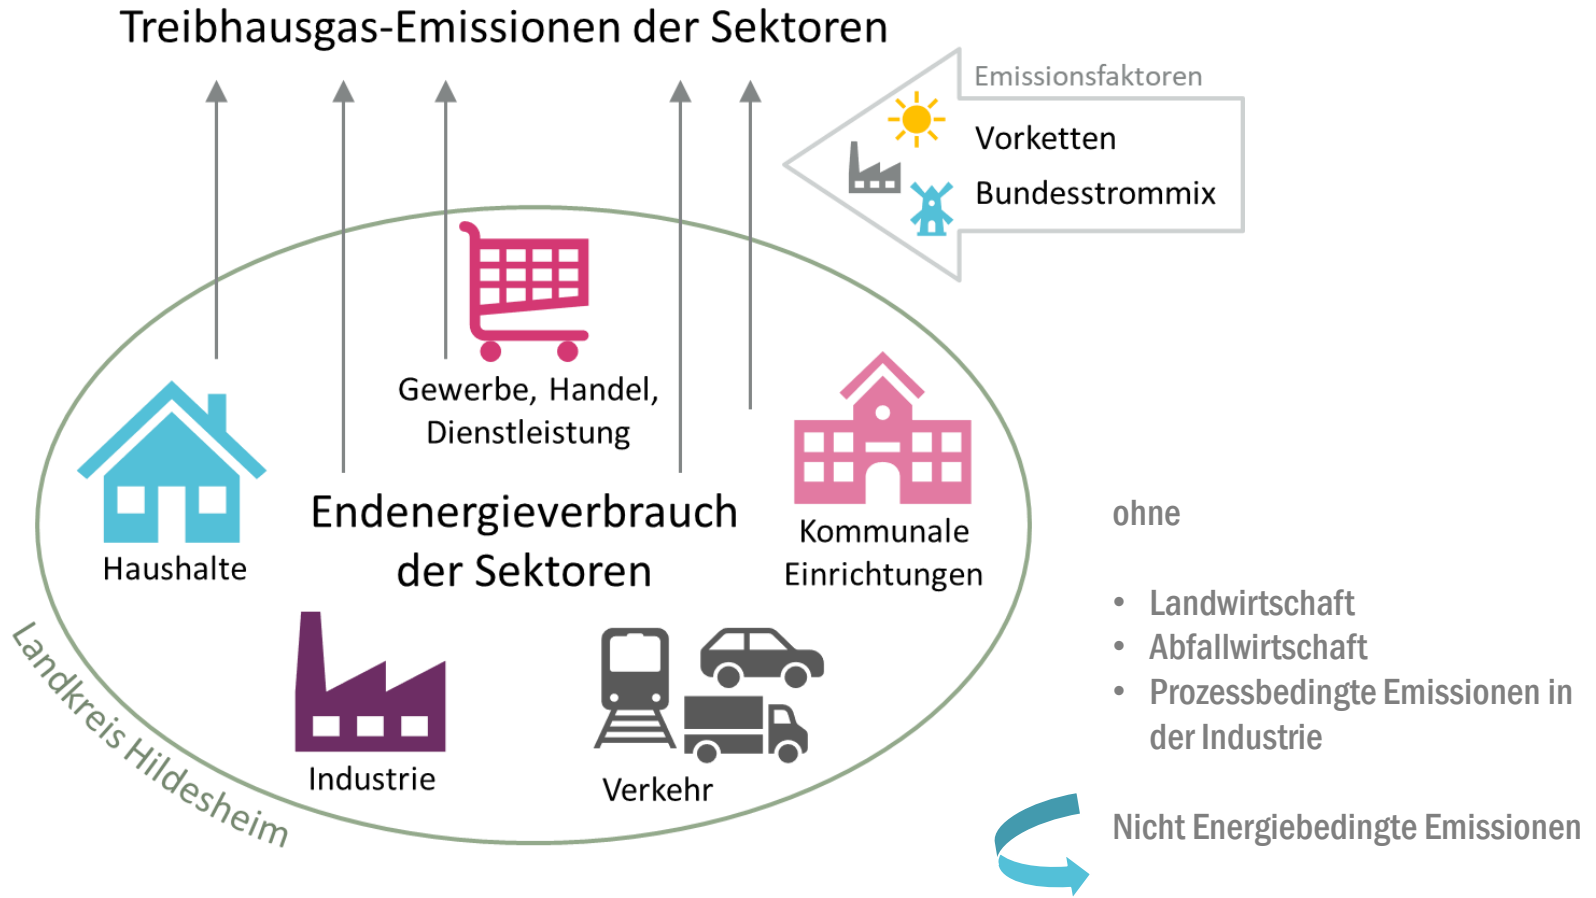 Treibhausgas-Emissionen der Sektoren
Emissionsfaktoren
Vorketten
Bundesstrommix
Gewerbe, Handel,
Dienstleistung
Endenergieverbrauch
der Sektoren
Haushalte
Kommunale
Einrichtungen
Industrie
Verkehr
Landkreis Hildesheim
ohne
• Landwirtschaft
• Abfallwirtschaft
• Prozessbedingte Emissionen in
der Industrie
Nicht Energiebedingte Emissionen